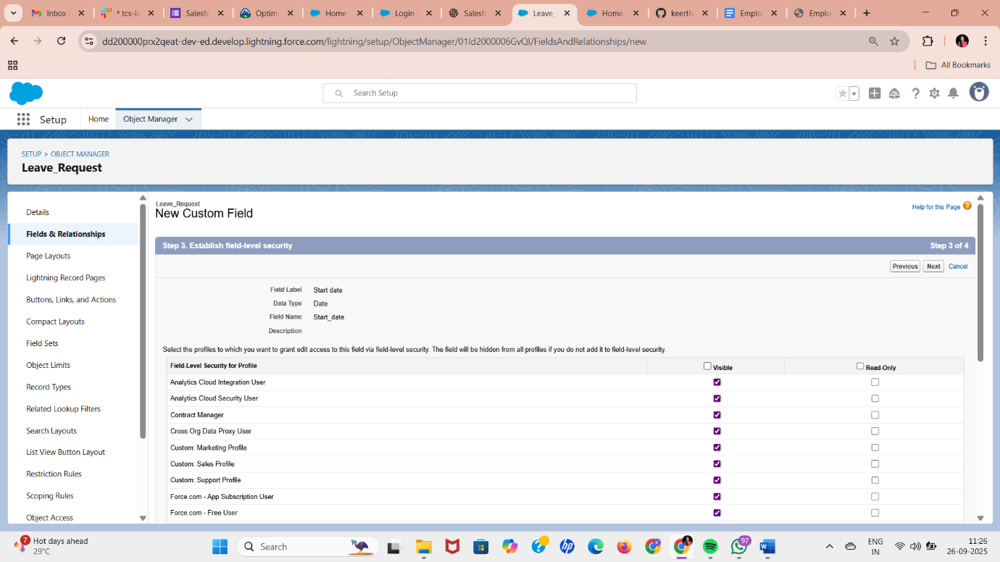 Inbox (
* tcs-la
Salesfo
Optimi
Home
Login |
Salesfo
Leave_
Home
keerth
Emplo
Emplo
dd200000prx2qeat-dev-ed.develop.lightning.force.com/lightning/setup/ObjectManager/01Id2000006GvQI/FieldsAndRelationships/new
All Bookmarks
Search Setup
Setup
Home
Object Manager
SETUP > OBJECT MANAGER
Leave_Request
Details
Fields & Relationships
Page Layouts
Lightning Record Pages
Buttons, Links, and Actions
Compact Layouts
Field Sets
Object Limits
Record Types
Related Lookup Filters
Search Layouts
List View Button Layout
Restriction Rules
Scoping Rules
Object Access
Leave_Request
New Custom Field
Help for this Page ?
Step 3. Establish field-level security
Step 3 of 4
Previous Next Cancel
Field Label Start date
Data Type Date
Field Name Start_date
Description
Select the profiles to which you want to grant edit access to this field via field-level security. The field will be hidden from all profiles if you do not add it to field-level security.
Field-Level Security for Profile Visible Read-Only
Analytics Cloud Integration User
Analytics Cloud Security User
Contract Manager
Cross Org Data Proxy User
Custom: Marketing Profile
Custom: Sales Profile
Custom: Support Profile
Force.com - App Subscription User
Force.com - Free User
7
Hot days ahead
29°C
Search
97
ENG
IN
11:26
26-09-2025